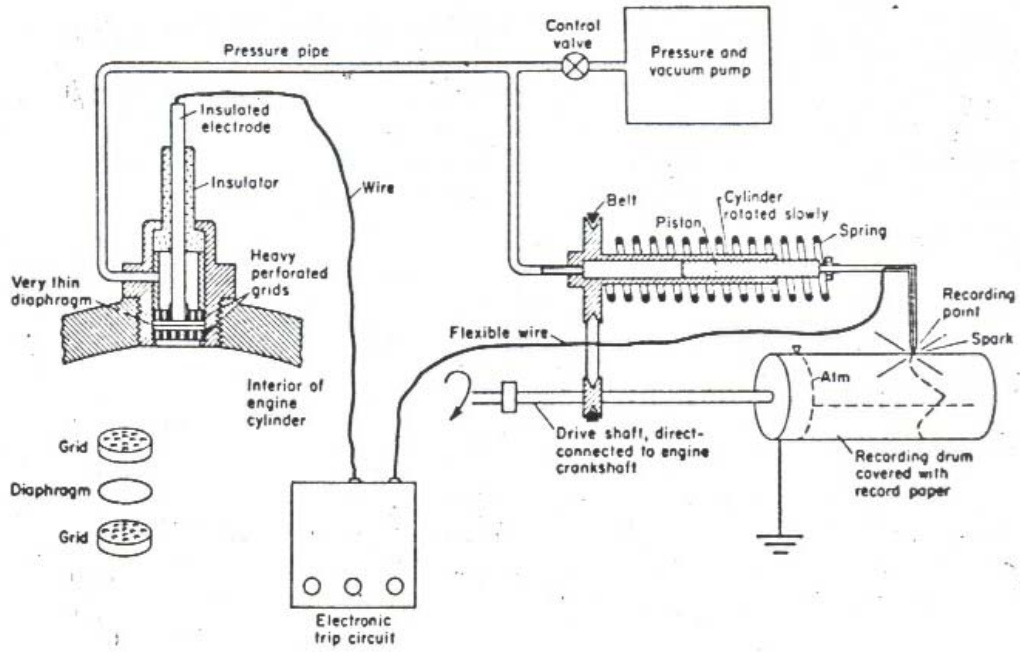 Control
valve
Pressure and
vacuum pump
Pressure pipe
Insulated
electrode
Insulator
Wire
Belt
Piston
Cylinder
rotated slowly
Spring
Heavy
perforated
grids
Very thin
diaphragm
Flexible wire
Recording
point
Spark
Atm
Interior of
engine
cylinder
Drive shaft, direct-
connected to engine
crankshaft
Recording drum
covered with
record paper
Grid
Diaphragm
Grid
Electronic
trip circuit